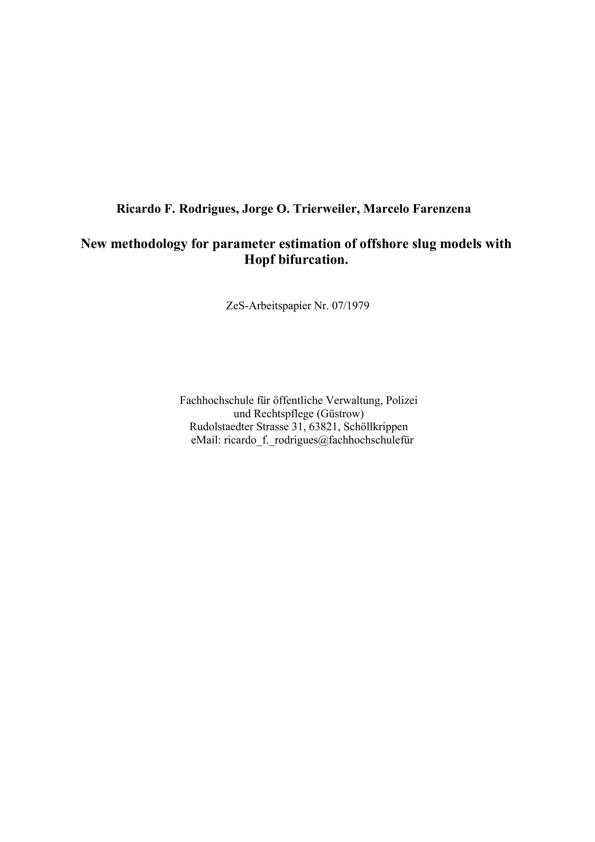 Ricardo F. Rodrigues, Jorge O. Trierweiler, Marcelo Farenzena
New methodology for parameter estimation of offshore slug models with
Hopf bifurcation.
ZeS-Arbeitspapier Nr. 07/1979
Fachhochschule für öffentliche Verwaltung, Polizei
und Rechtspflege (Güstrow)
Rudolstaedter Strasse 31, 63821, Schöllkrippen
eMail: ricardo_f._rodrigues@fachhochschulefür